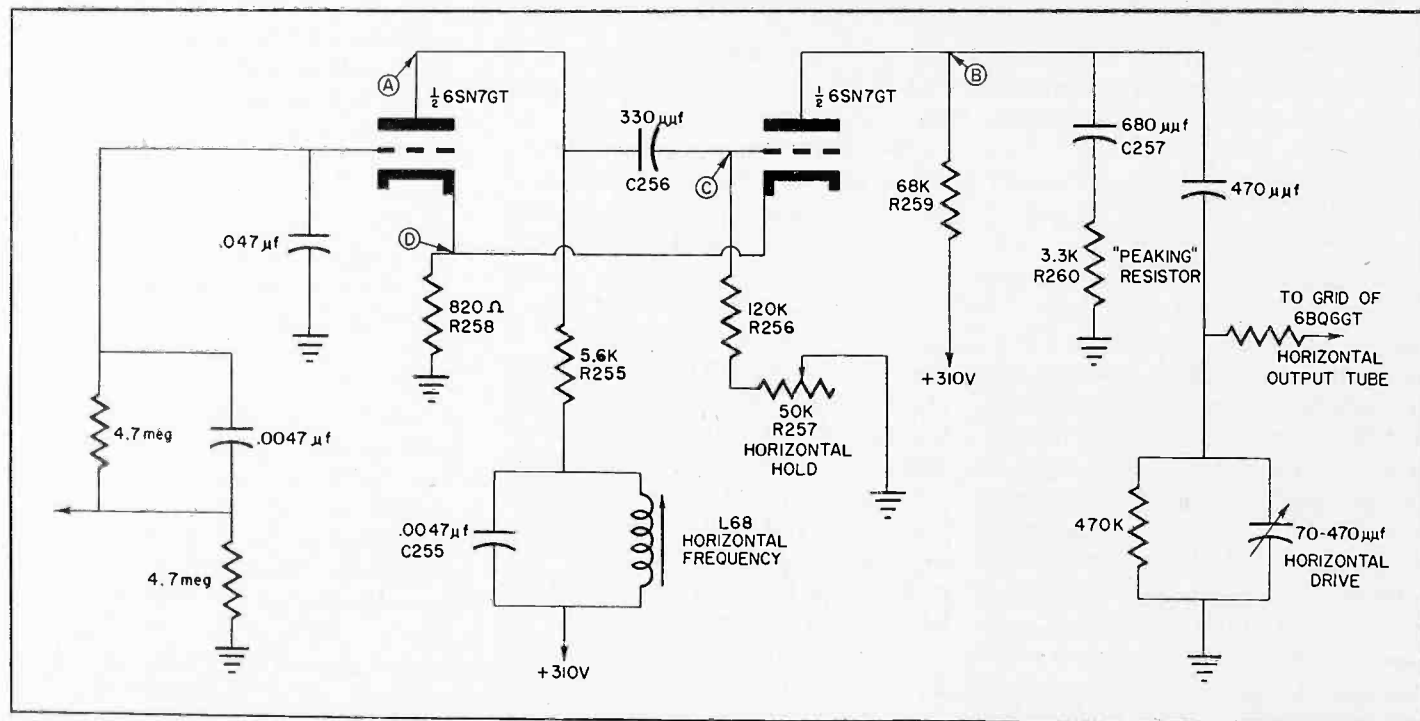 A
½ 6SN7GT
330 μμf
C256
½ 6SN7GT
B
680 μμf
C257
C
68K
R259
470 μμf
.047 μf
D
820 Ω
R258
120K
R256
3.3K
R260
"PEAKING"
RESISTOR
TO GRID OF
6BQ6GT
HORIZONTAL
OUTPUT TUBE
5.6K
R255
+310V
50K
R257
HORIZONTAL
HOLD
4.7 meg
.0047 μf
.0047 μf
C255
L68
HORIZONTAL
FREQUENCY
470K
70-470 μμf
HORIZONTAL
DRIVE
4.7 meg
+310V